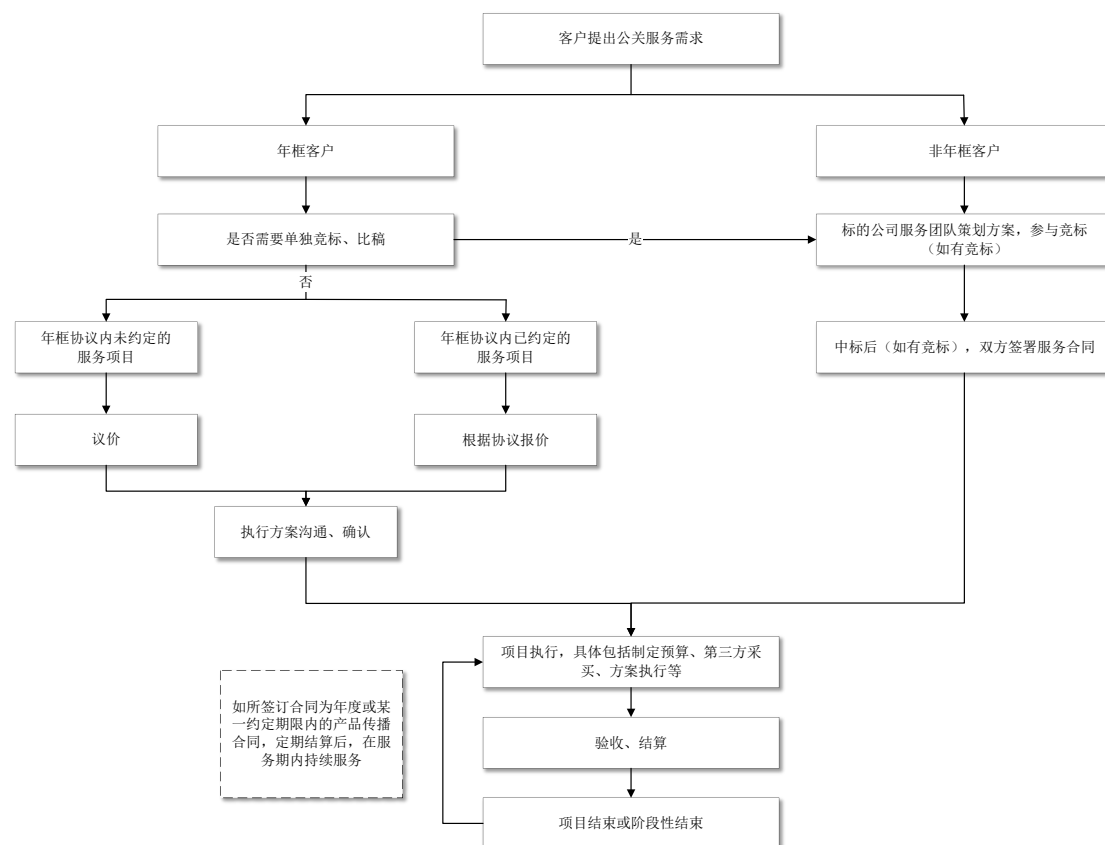 客户提出公关服务需求
年框客户
非年框客户
是否需要单独竞标、比稿
是
标的公司服务团队策划方案，参与竞标
（如有竞标）
否
年框协议内未约定的
服务项目
年框协议内已约定的
服务项目
中标后（如有竞标），双方签署服务合同
议价
根据协议报价
执行方案沟通、确认
项目执行，具体包括制定预算、第三方采
买、方案执行等
如所签订合同为年度或某
一约定期限内的产品传播
合同，定期结算后，在服
务期内持续服务
验收、结算
项目结束或阶段性结束